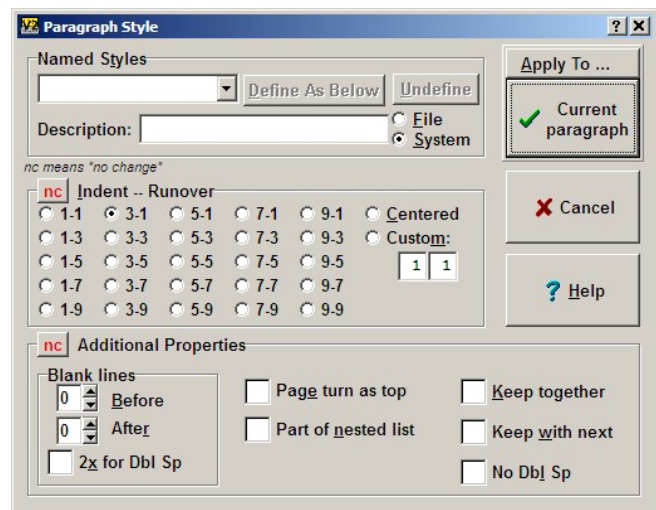 Paragraph Style
Named Styles
Define As Below
Undefine
Description:
File
System
Apply To ...
Current
paragraph
nc means "no change"
nc Indent -- Runover
1-1 3-1 5-1 7-1 9-1 Centered
1-3 3-3 5-3 7-3 9-3 Custom:
1-5 3-5 5-5 7-5 9-5 1 1
1-7 3-7 5-7 7-7 9-7
1-9 3-9 5-9 7-9 9-9
Cancel
? Help
nc Additional Properties
Blank lines
0 Before
0 After
2x for Dbl Sp
Page turn as top
Part of nested list
Keep together
Keep with next
No Dbl Sp